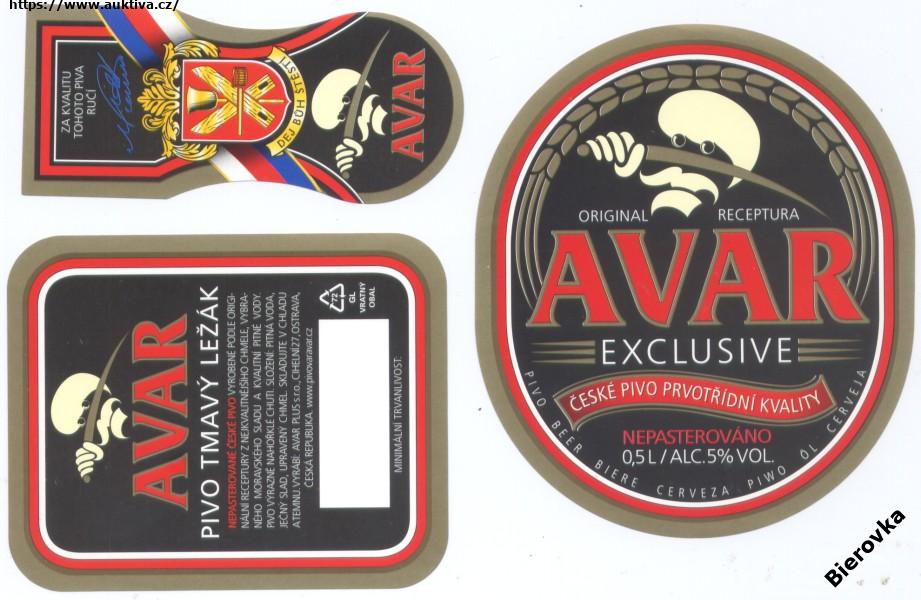 https://www.auktiva.cz/
ZA KVALITU
TOHOTO PIVA
RUČÍ
DEJ BŮH ŠTĚSTÍ
AVAR
AVAR
PIVO TMAVÝ LEŽÁK
NEPASTEROVANÉ ČESKÉ PIVO VYROBENÉ PODLE ORIGI-
NÁLNÍ RECEPTURY Z NEJKVALITNĚJŠÍHO CHMELE, VYBRA-
NÉHO MORAVSKÉHO SLADU A KVALITNÍ PITNÉ VODY.
PIVO VÝRAZNĚ NAHOŘKLÉ CHUTI. SLOŽENÍ: PITNÁ VODA,
JEČNÝ SLAD, UPRAVENÝ CHMEL. SKLADUJTE V CHLADU
A TEMNU. VYRÁBÍ AVAR PLUS s.r.o., CIHELNÍ 27, OSTRAVA,
ČESKÁ REPUBLIKA. www.pivovaravar.cz
72
GL
VRATNÝ
OBAL
MINIMÁLNÍ TRVANLIVOST:
ORIGINAL RECEPTURA
AVAR
EXCLUSIVE
ČESKÉ PIVO PRVOTŘÍDNÍ KVALITY
NEPASTEROVÁNO
0,5 L / ALC. 5% VOL.
PIVO BEER BIERE CERVEZA PIWO ÖL CERVEJA
Bierovka